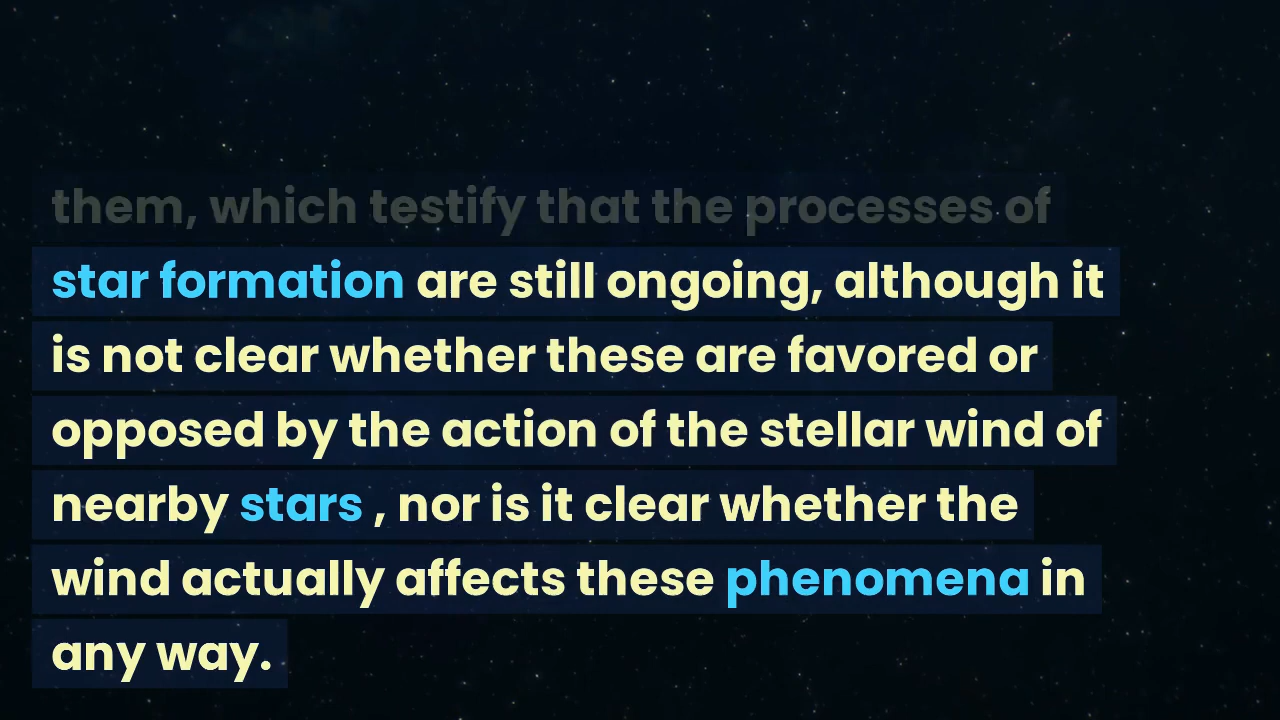 them, which testify that the processes of
star formation are still ongoing, although it
is not clear whether these are favored or
opposed by the action of the stellar wind of
nearby stars , nor is it clear whether the
wind actually affects these phenomena in
any way.